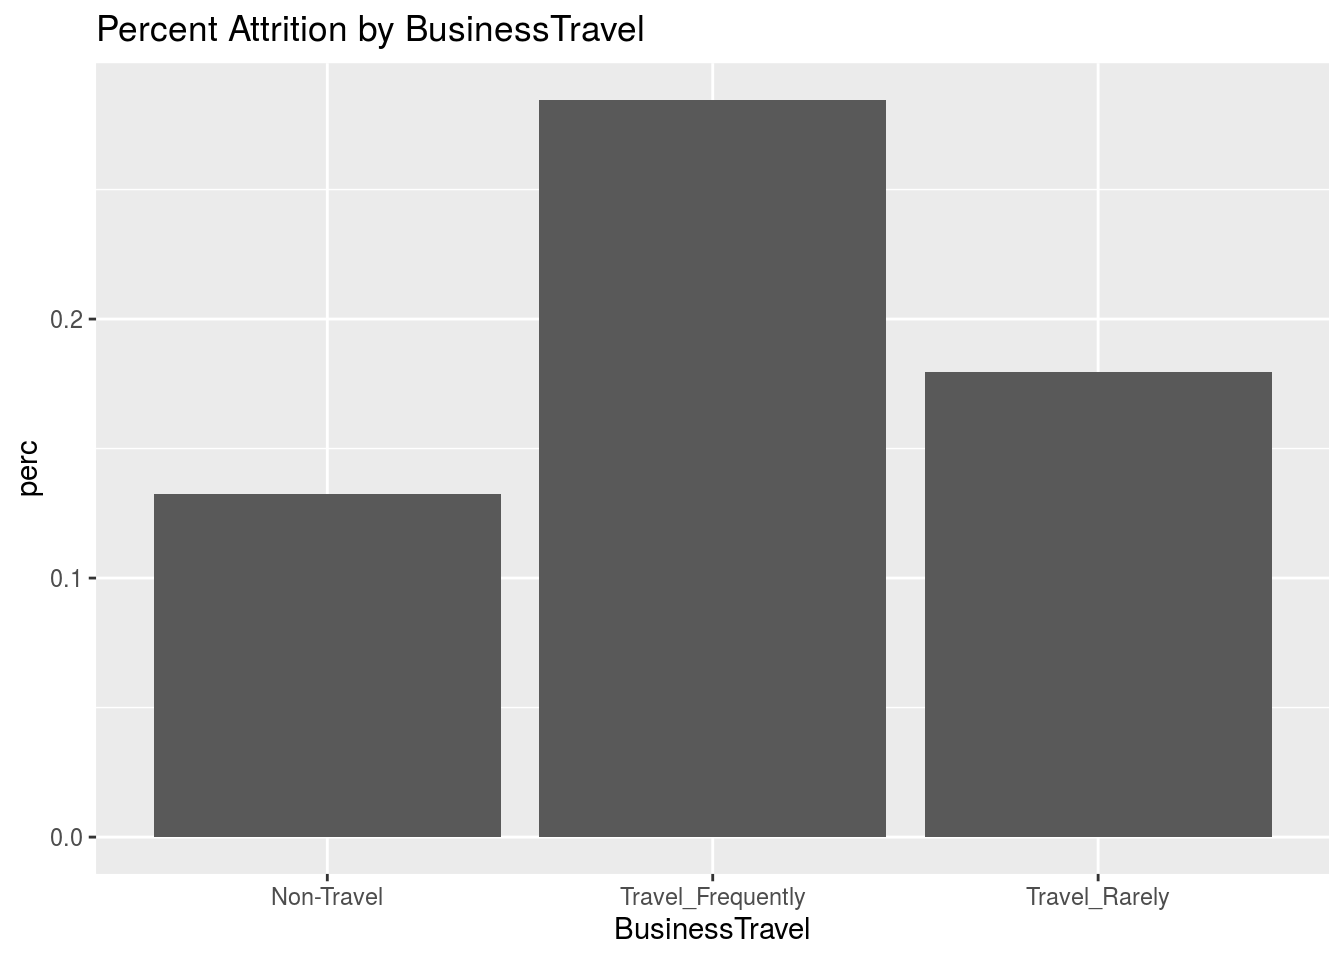 Percent Attrition by BusinessTravel
perc
0.2
0.1
0.0
Non-Travel
Travel_Frequently
Travel_Rarely
BusinessTravel